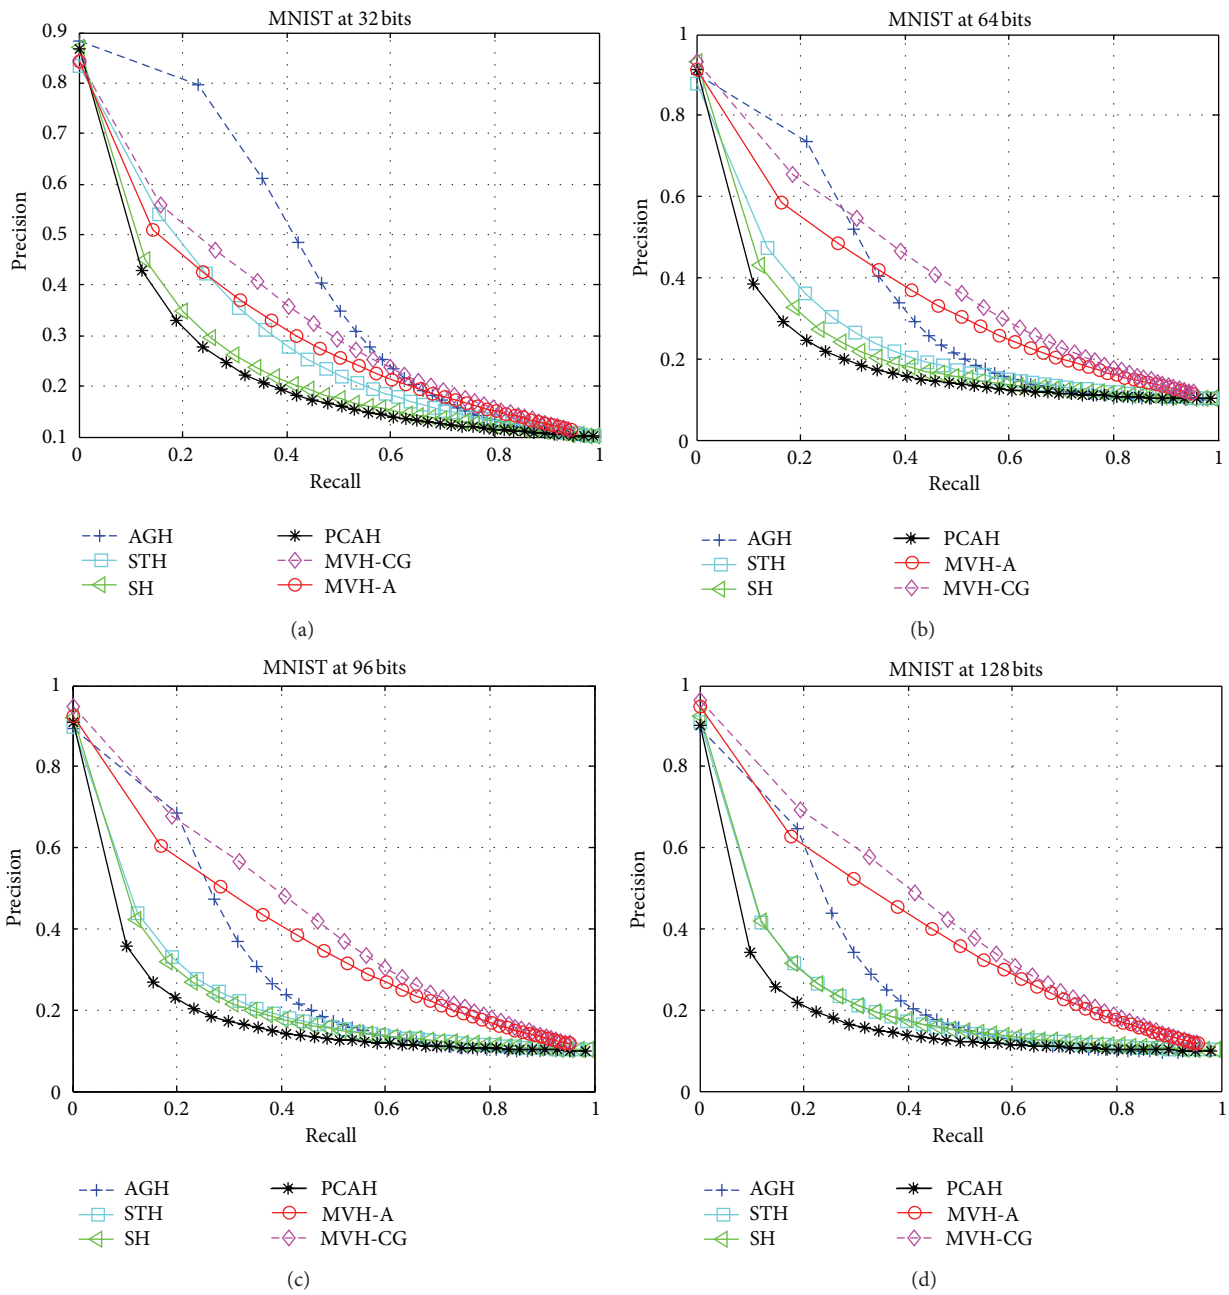 MNIST at 32 bits
0.9
0.8
0.7
0.6
0.5
0.4
0.3
0.2
0.1
Precision
0
0.2
0.4
0.6
0.8
1
Recall
AGH
STH
SH
PCAH
MVH-CG
MVH-A
(a)
MNIST at 64 bits
1
0.8
0.6
0.4
0.2
0
Precision
0
0.2
0.4
0.6
0.8
1
Recall
AGH
STH
SH
PCAH
MVH-A
MVH-CG
(b)
MNIST at 96 bits
1
0.8
0.6
0.4
0.2
0
Precision
0
0.2
0.4
0.6
0.8
1
Recall
AGH
STH
SH
PCAH
MVH-A
MVH-CG
(c)
MNIST at 128 bits
1
0.8
0.6
0.4
0.2
0
Precision
0
0.2
0.4
0.6
0.8
1
Recall
AGH
STH
SH
PCAH
MVH-A
MVH-CG
(d)